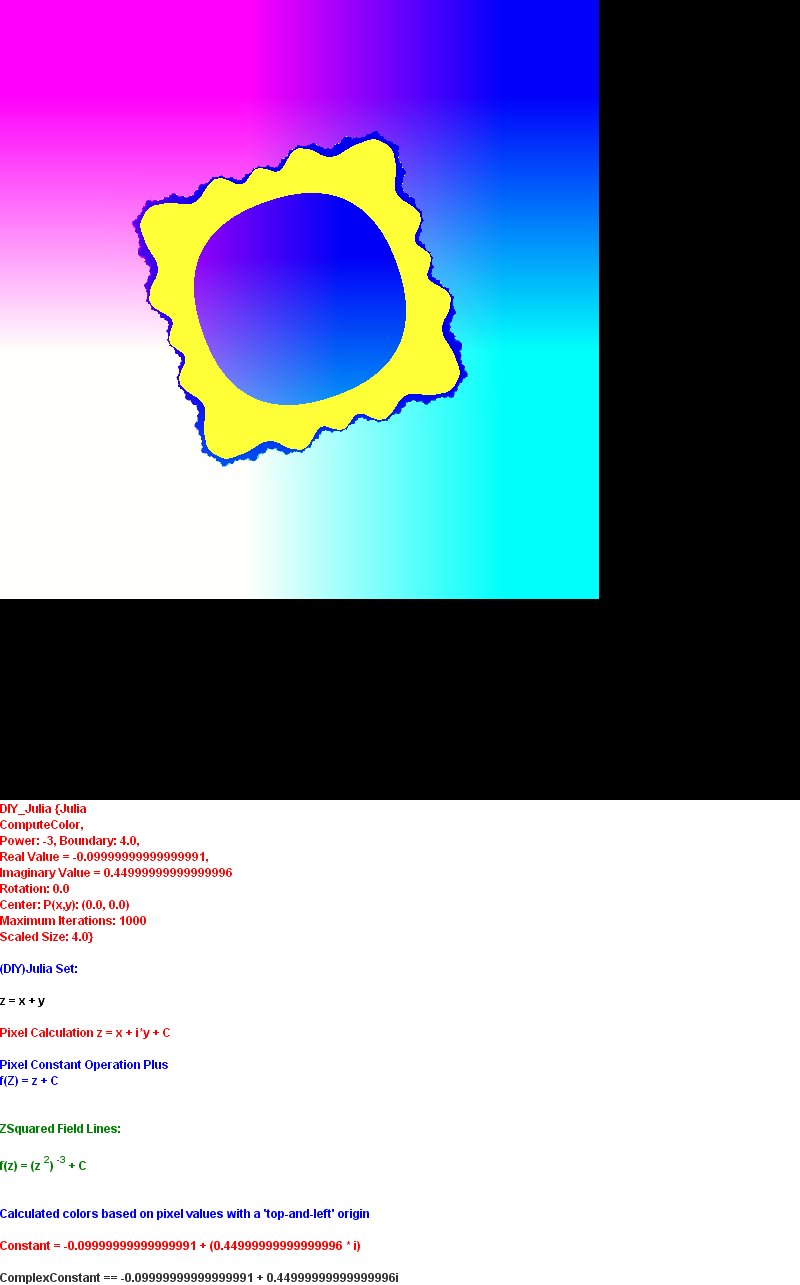 DIY_Julia {Julia
ComputeColor,
Power: -3, Boundary: 4.0,
Real Value = -0.09999999999999991,
Imaginary Value = 0.44999999999999996
Rotation: 0.0
Center: P(x,y): (0.0, 0.0)
Maximum Iterations: 1000
Scaled Size: 4.0}
(DIY)Julia Set:
z = x + y
Pixel Calculation z = x + i*y + C
Pixel Constant Operation Plus
f(Z) = z + C
ZSquared Field Lines:
f(z) = (z 2) -3 + C
Calculated colors based on pixel values with a 'top-and-left' origin
Constant = -0.09999999999999991 + (0.44999999999999996 * i)
ComplexConstant == -0.09999999999999991 + 0.44999999999999996i